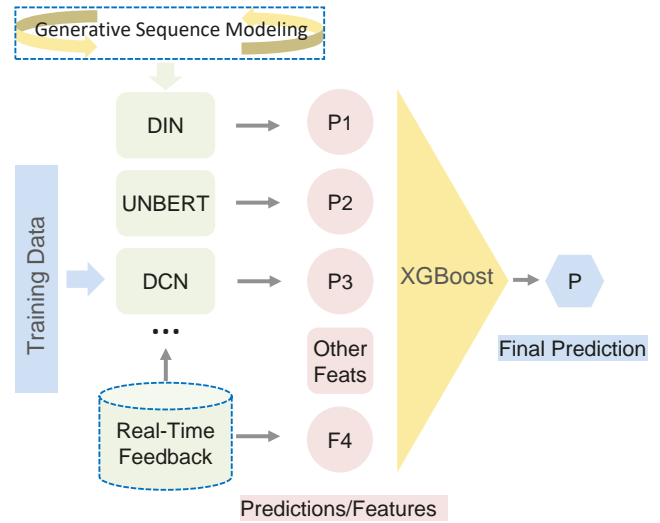 Generative Sequence Modeling
DIN
P1
UNBERT
P2
Training Data
DCN
P3
XGBoost
P
...
Other
Feats
Final Prediction
Real-Time
Feedback
F4
Predictions/Features